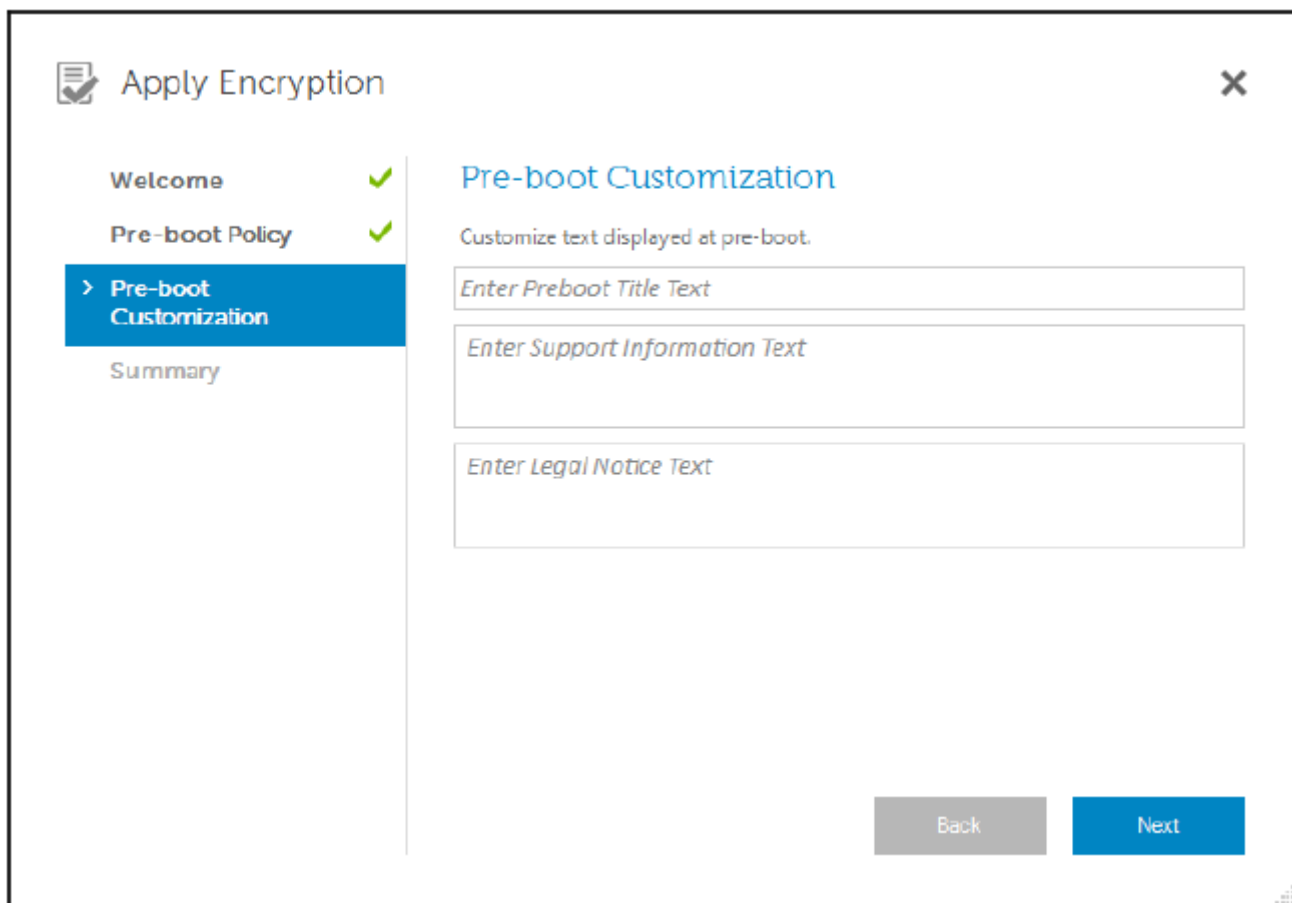 Apply Encryption
Welcome
Pre-boot Policy
Pre-boot
Customization
Summary
Pre-boot Customization
Customize text displayed at pre-boot.
Enter Preboot Title Text
Enter Support Information Text
Enter Legal Notice Text
Back
Next